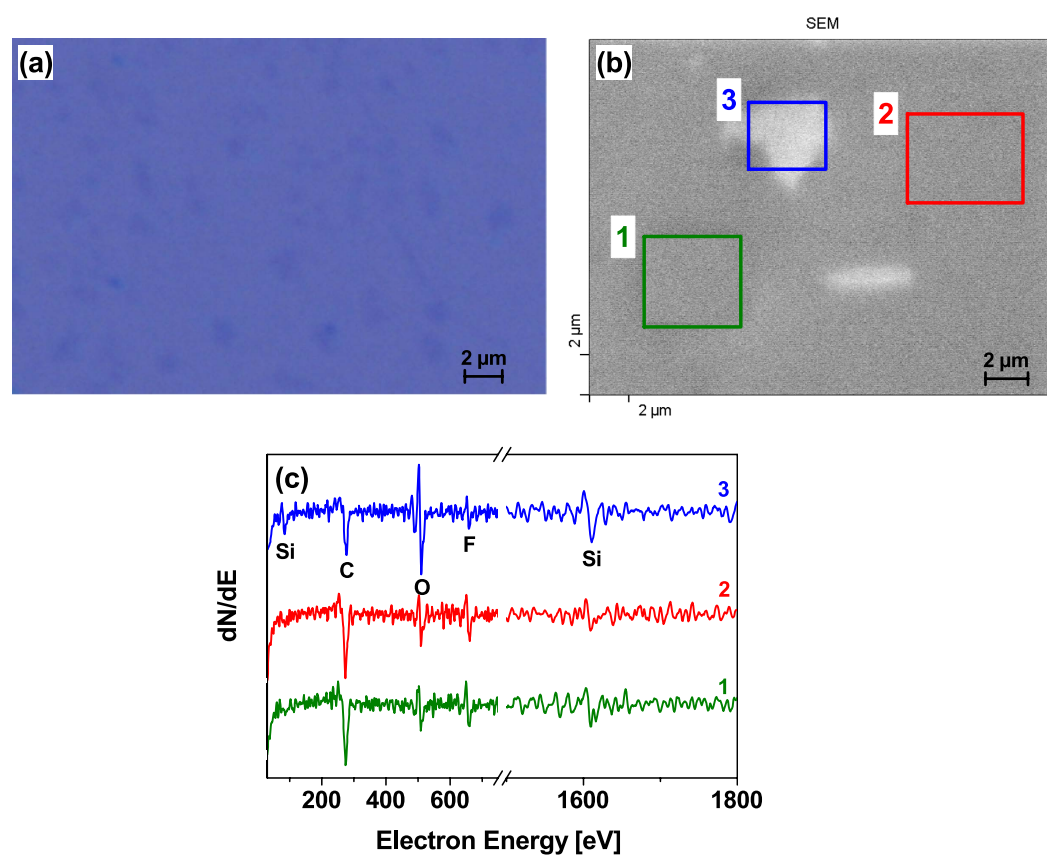 SEM
(a)
(b)
3
2
1
2 µm
2 µm
2 µm
2 µm
(c)
3
Si
C
O
F
Si
2
1
dN/dE
200 400 600 1600 1800
Electron Energy [eV]